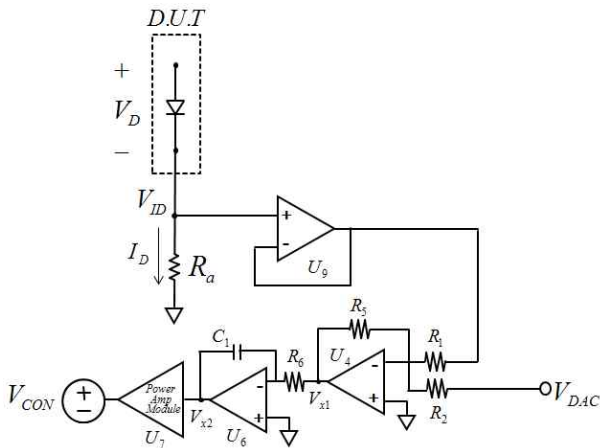 D.U.T
+
V_D
−
V_ID
I_D
R_a
+
-
U_9
R_5
C_1
R_6
U_4
R_1
-
-
V_CON
+
−
Power
Amp
Module
V_x2
+
V_x1
+
R_2
V_DAC
U_7
U_6